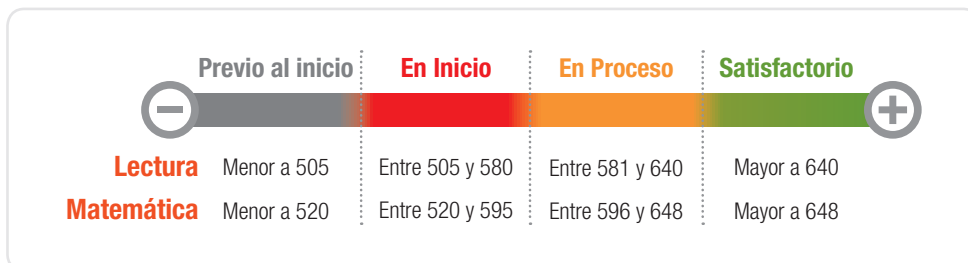 Previo al inicio En Inicio En Proceso Satisfactorio
Lectura Menor a 505 Entre 505 y 580 Entre 581 y 640 Mayor a 640
Matemática Menor a 520 Entre 520 y 595 Entre 596 y 648 Mayor a 648